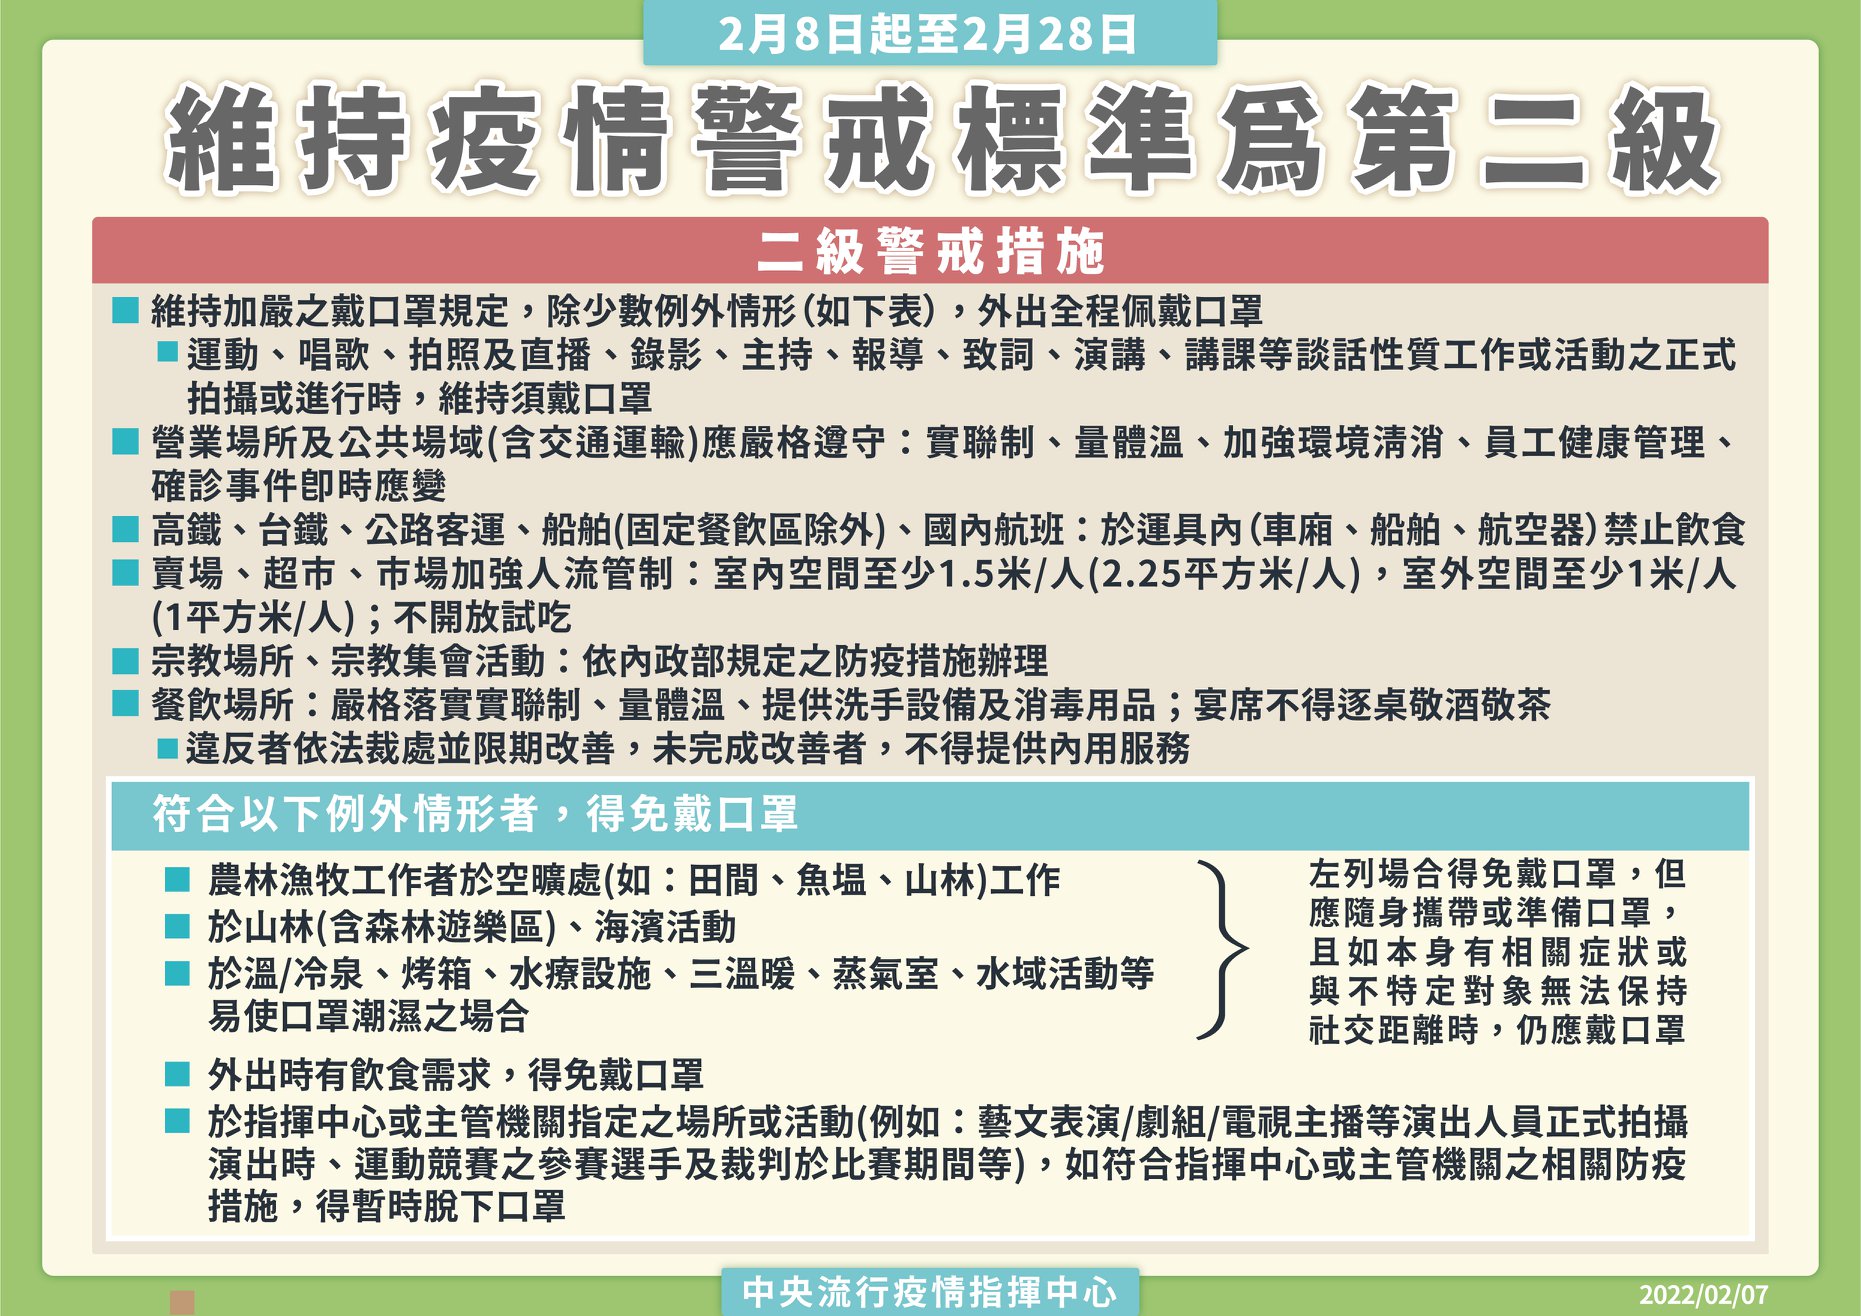 2月8日起至2月28日
維持疫情警戒標準爲第二級
二級警戒措施
維持加嚴之戴口罩規定，除少數例外情形（如下表），外出全程佩戴口罩
運動、唱歌、拍照及直播、錄影、主持、報導、致詞、演講、講課等談話性質工作或活動之正式
拍攝或進行時，維持須戴口罩
營業場所及公共場域(含交通運輸)應嚴格遵守：實聯制、量體溫、加強環境清消、員工健康管理、
確診事件即時應變
高鐵、台鐵、公路客運、船舶(固定餐飲區除外)、國內航班：於運具內（車廂、船舶、航空器）禁止飲食
賣場、超市、市場加強人流管制：室內空間至少1.5米/人(2.25平方米/人)，室外空間至少1米/人
(1平方米/人)；不開放試吃
宗教場所、宗教集會活動：依內政部規定之防疫措施辦理
餐飲場所：嚴格落實實聯制、量體溫、提供洗手設備及消毒用品；宴席不得逐桌敬酒敬茶
違反者依法裁處並限期改善，未完成改善者，不得提供內用服務
符合以下例外情形者，得免戴口罩
農林漁牧工作者於空曠處(如：田間、魚塭、山林)工作
於山林(含森林遊樂區)、海濱活動
於溫/冷泉、烤箱、水療設施、三溫暖、蒸氣室、水域活動等
易使口罩潮濕之場合
左列場合得免戴口罩，但
應隨身攜帶或準備口罩，
且如本身有相關症狀或
與不特定對象無法保持
社交距離時，仍應戴口罩
外出時有飲食需求，得免戴口罩
於指揮中心或主管機關指定之場所或活動(例如：藝文表演/劇組/電視主播等演出人員正式拍攝
演出時、運動競賽之參賽選手及裁判於比賽期間等)，如符合指揮中心或主管機關之相關防疫
措施，得暫時脫下口罩
中央流行疫情指揮中心
2022/02/07